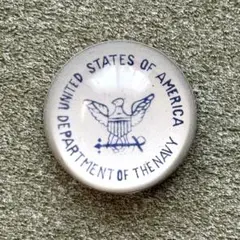 UNITED STATES OF AMERICA
DEPARTMENT OF THE NAVY